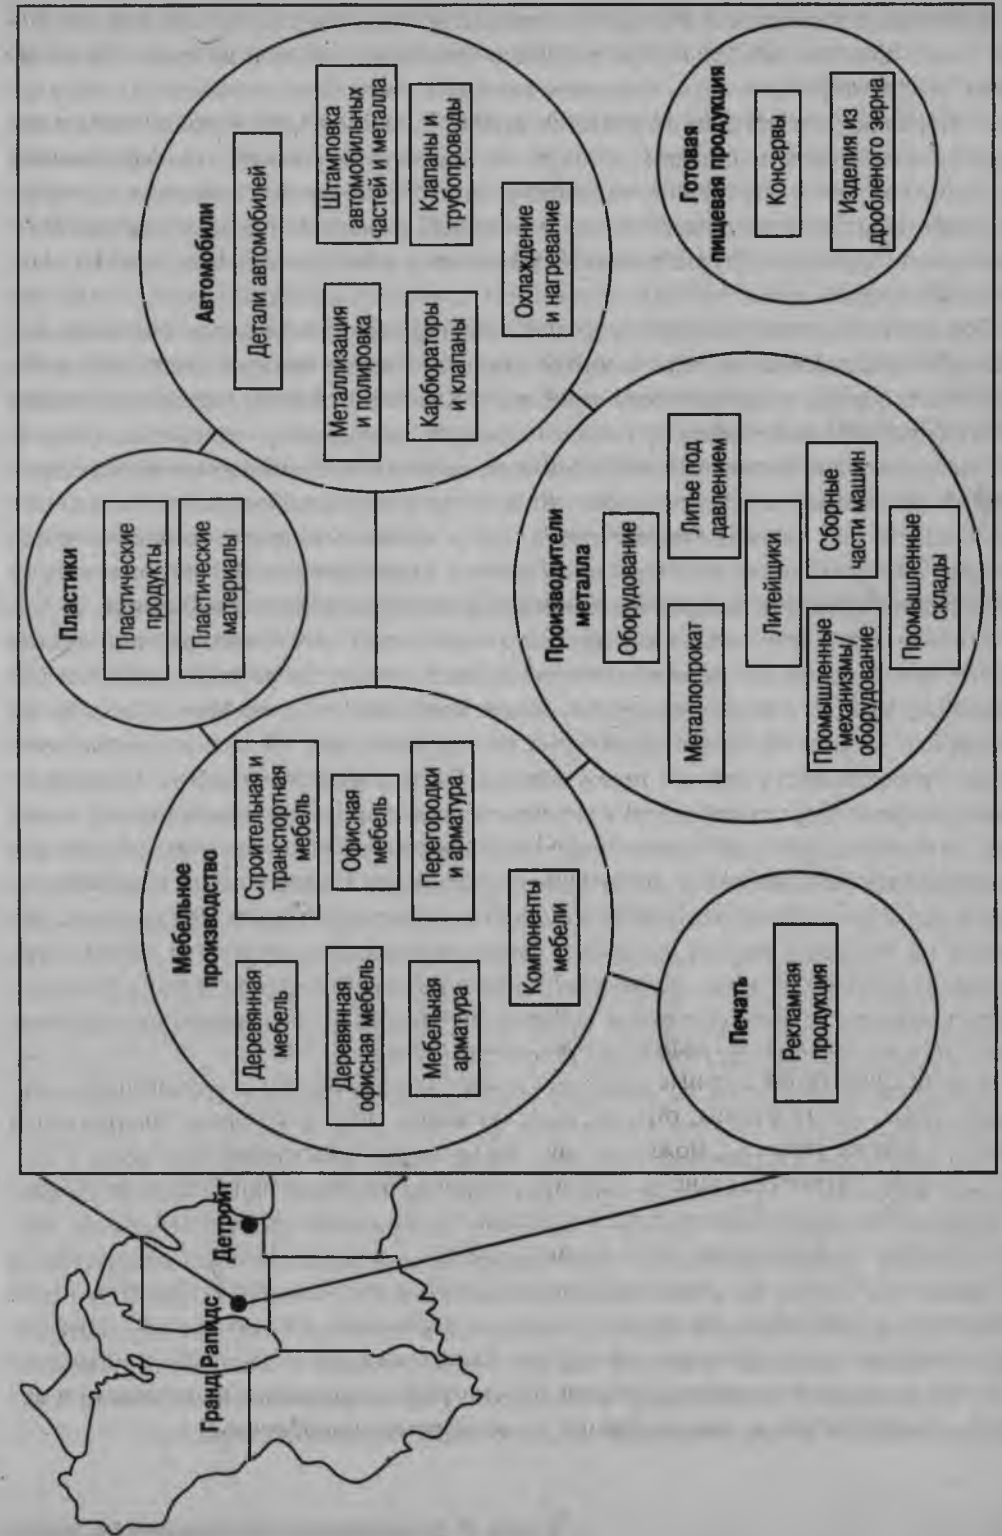 Гранд Рапидс
Детройт
Мебельное
производство
Деревянная
мебель
Строительная и
транспортная
мебель
Деревянная
офисная мебель
Офисная
мебель
Мебельная
арматура
Перегородки
и арматура
Компоненты
мебели
Печать
Рекламная
продукция
Пластики
Пластические
продукты
Пластические
материалы
Производители
металла
Оборудование
Металлопрокат
Литье под
давлением
Литейщики
Промышленные
механизмы/
оборудование
Сборные
части машин
Промышленные
склады
Автомобили
Детали автомобилей
Металлизация
и полировка
Штамповка
автомобильных
частей и металла
Карбюраторы
и клапаны
Клапаны и
трубопроводы
Охлаждение
и нагревание
Готовая
пищевая продукция
Консервы
Изделия из
дробленого зерна